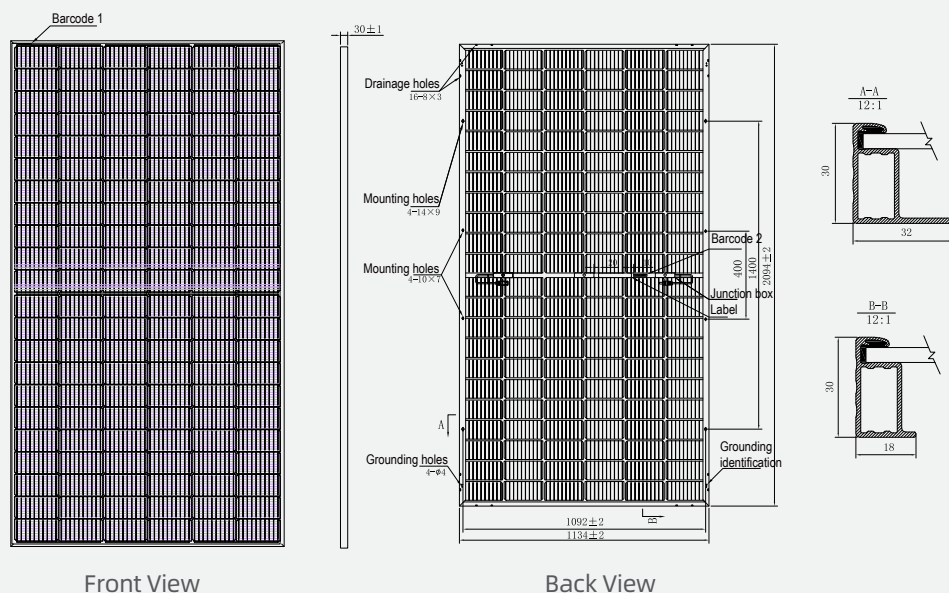 Barcode 1
30±1
Drainage holes
16-8×3
Mounting holes
4-14×9
Mounting holes
4-10×7
Barcode 2
20
Junction box
Label
400
1400
2094±2
A
Grounding holes
4-φ4
Grounding
identification
B
1092±2
1134±2
A-A
12:1
30
32
B-B
12:1
30
18
Front View
Back View